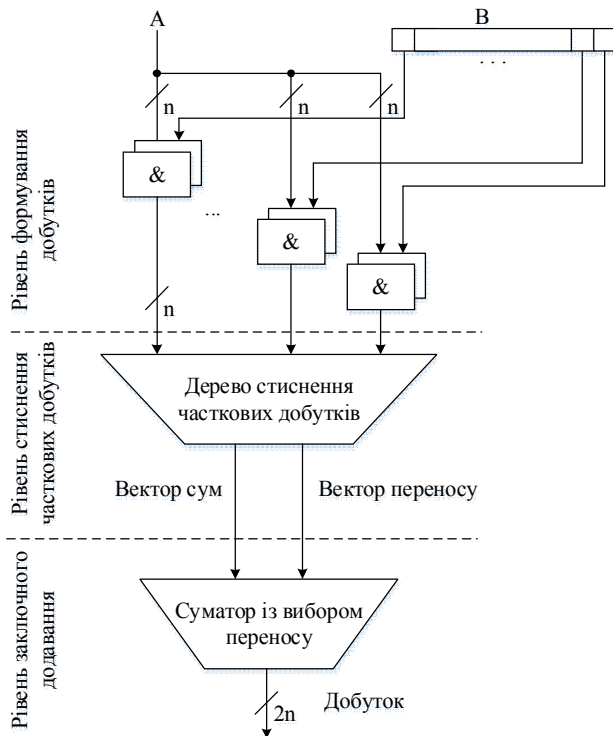 A
B
. . .
n
n
n
&
...
&
&
n
Рівень формування
добутків
Дерево стиснення
часткових добутків
Рівень стиснення
часткових добутків
Вектор сум
Вектор переносу
Суматор із вибором
переносу
Рівень заключного
додавання
2n
Добуток